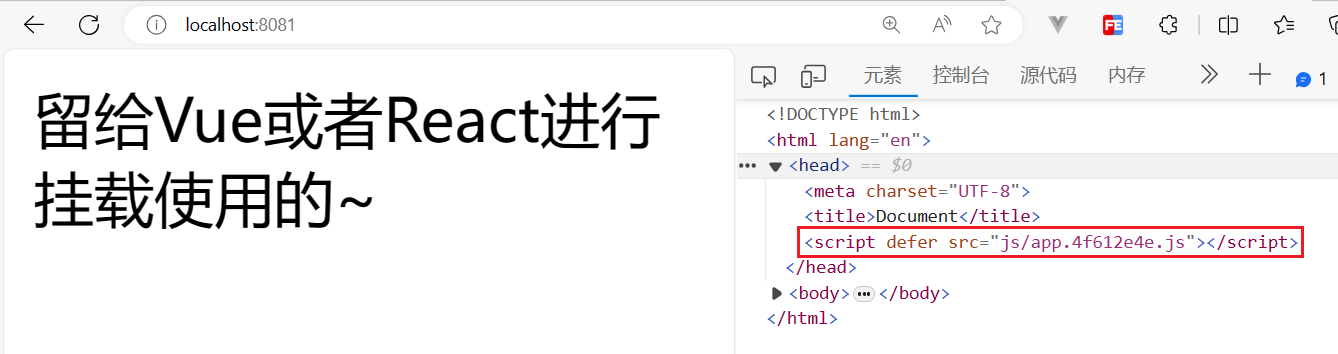 localhost:8081
FE
留给Vue或者React进行
挂载使用的~
元素 控制台 源代码 内存 1
<!DOCTYPE html>
<html lang="en">
<head> == $0
<meta charset="UTF-8">
<title>Document</title>
<script defer src="js/app.4f612e4e.js"></script>
</head>
<body>…</body>
</html>